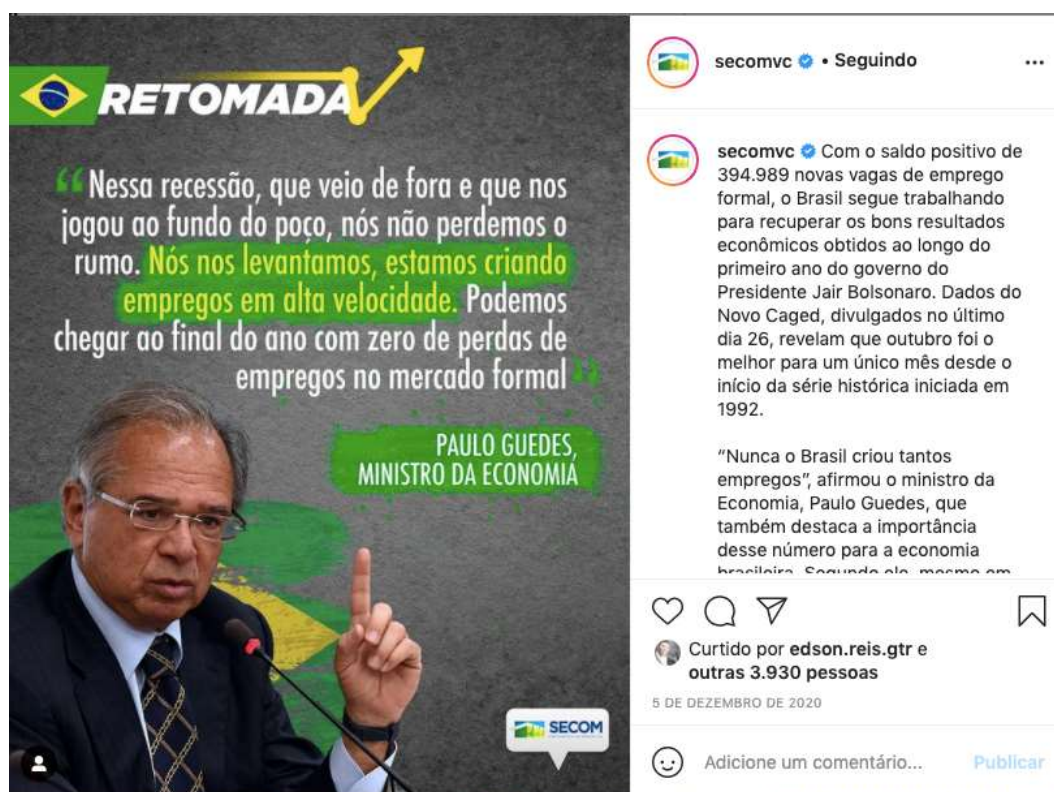 RETOMADA
“Nessa recessão, que veio de fora e que nos
jogou ao fundo do poço, nós não perdemos o
rumo. Nós nos levantamos, estamos criando
empregos em alta velocidade. Podemos
chegar ao final do ano com zero de perdas de
empregos no mercado formal”
PAULO GUEDES,
MINISTRO DA ECONOMIA
SECOM
secomvc • Seguindo
secomvc Com o saldo positivo de
394.989 novas vagas de emprego
formal, o Brasil segue trabalhando
para recuperar os bons resultados
econômicos obtidos ao longo do
primeiro ano do governo do
Presidente Jair Bolsonaro. Dados do
Novo Caged, divulgados no último
dia 26, revelam que outubro foi o
melhor para um único mês desde o
início da série histórica iniciada em
1992.
“Nunca o Brasil criou tantos
empregos”, afirmou o ministro da
Economia, Paulo Guedes, que
também destaca a importância
desse número para a economia
brasileira. Segundo ele, mesmo em
Curtido por edson.reis.gtr e
outras 3.930 pessoas
5 DE DEZEMBRO DE 2020
Adicione um comentário... Publicar